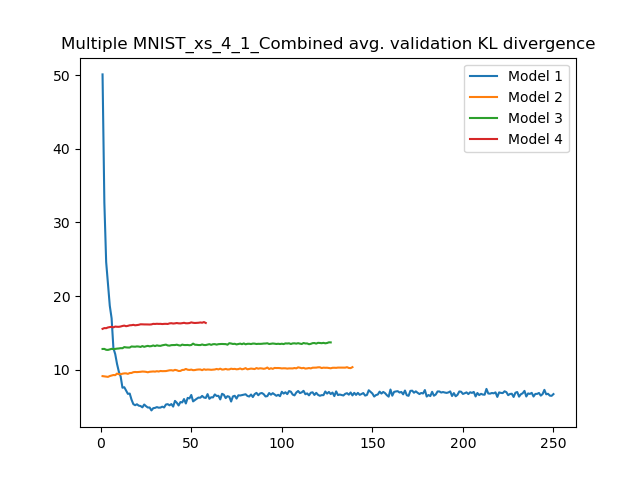 Multiple MNIST_xs_4_1_Combined avg. validation KL divergence
50
40
30
20
10
0
50
100
150
200
250
Model 1
Model 2
Model 3
Model 4